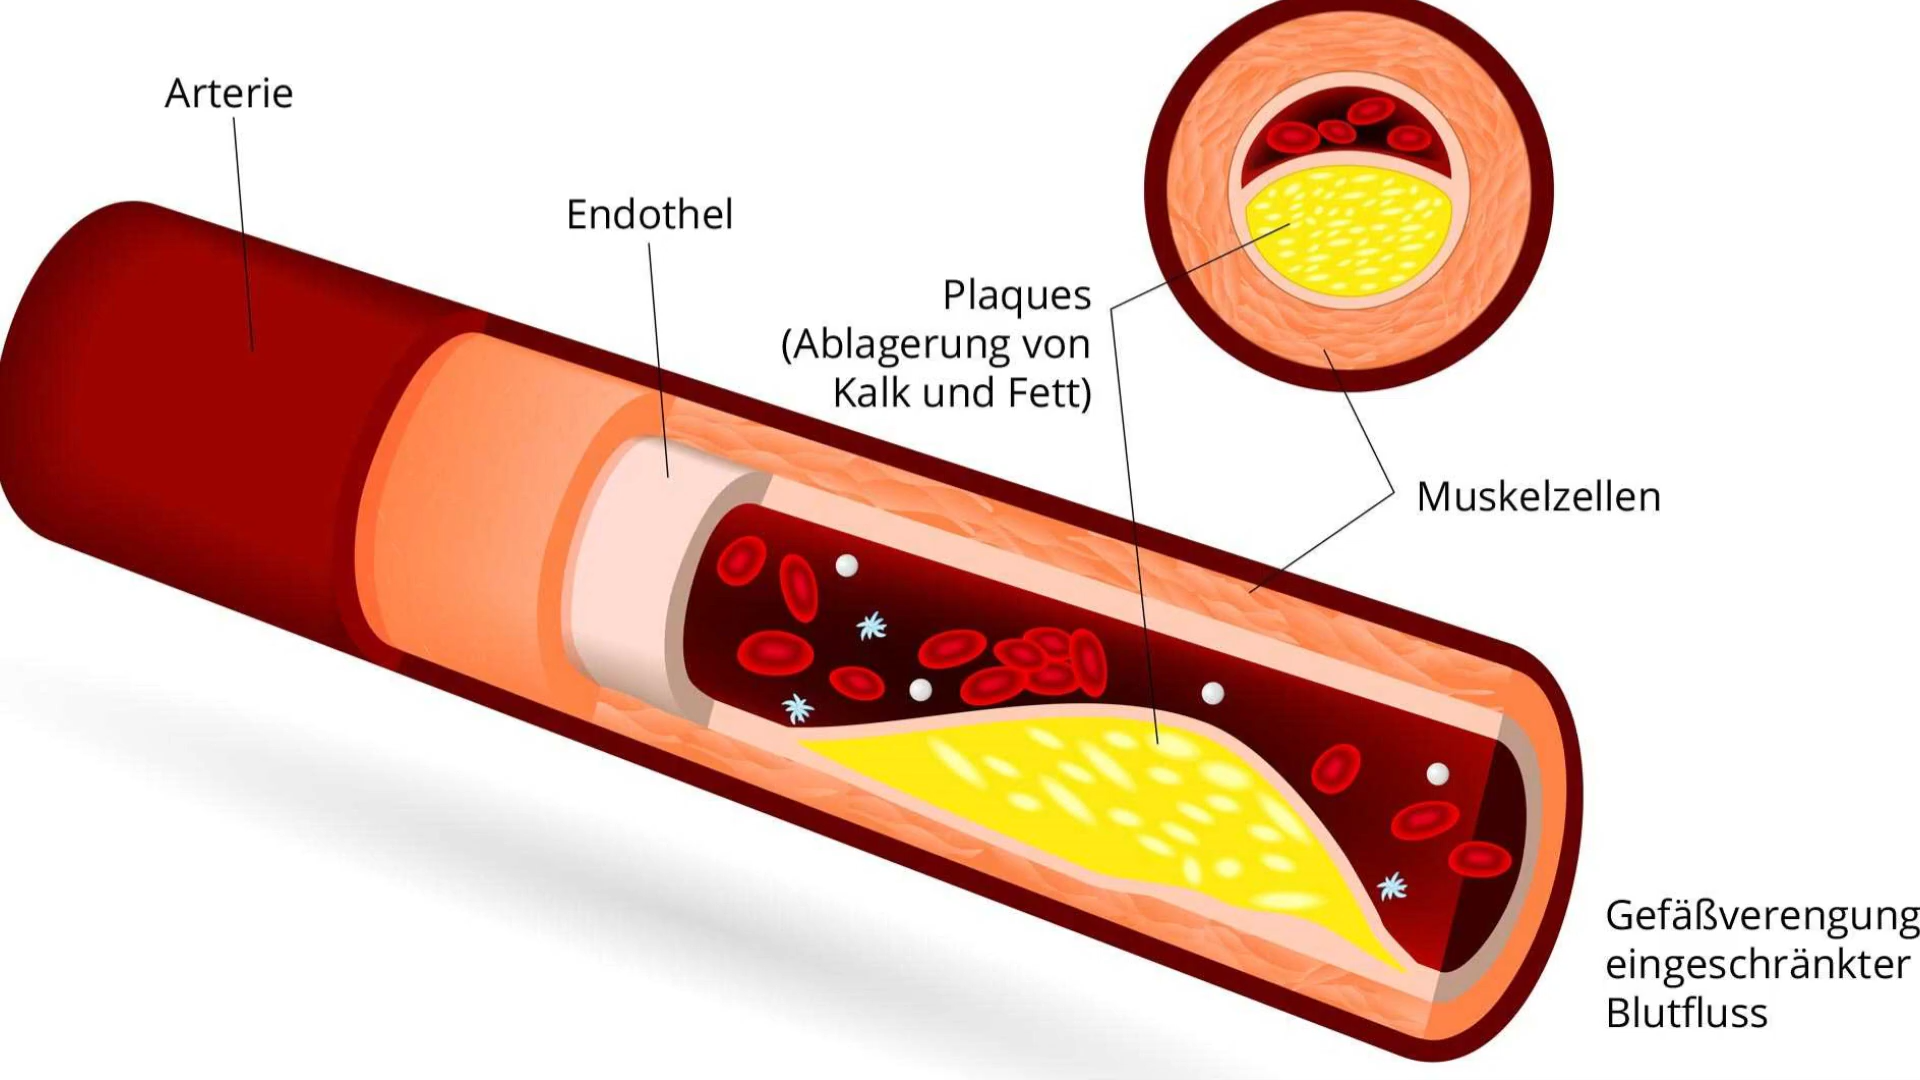 Arterie
Endothel
Plaques
(Ablagerung von
Kalk und Fett)
Muskelzellen
Gefäßverengung
eingeschränkter
Blutfluss